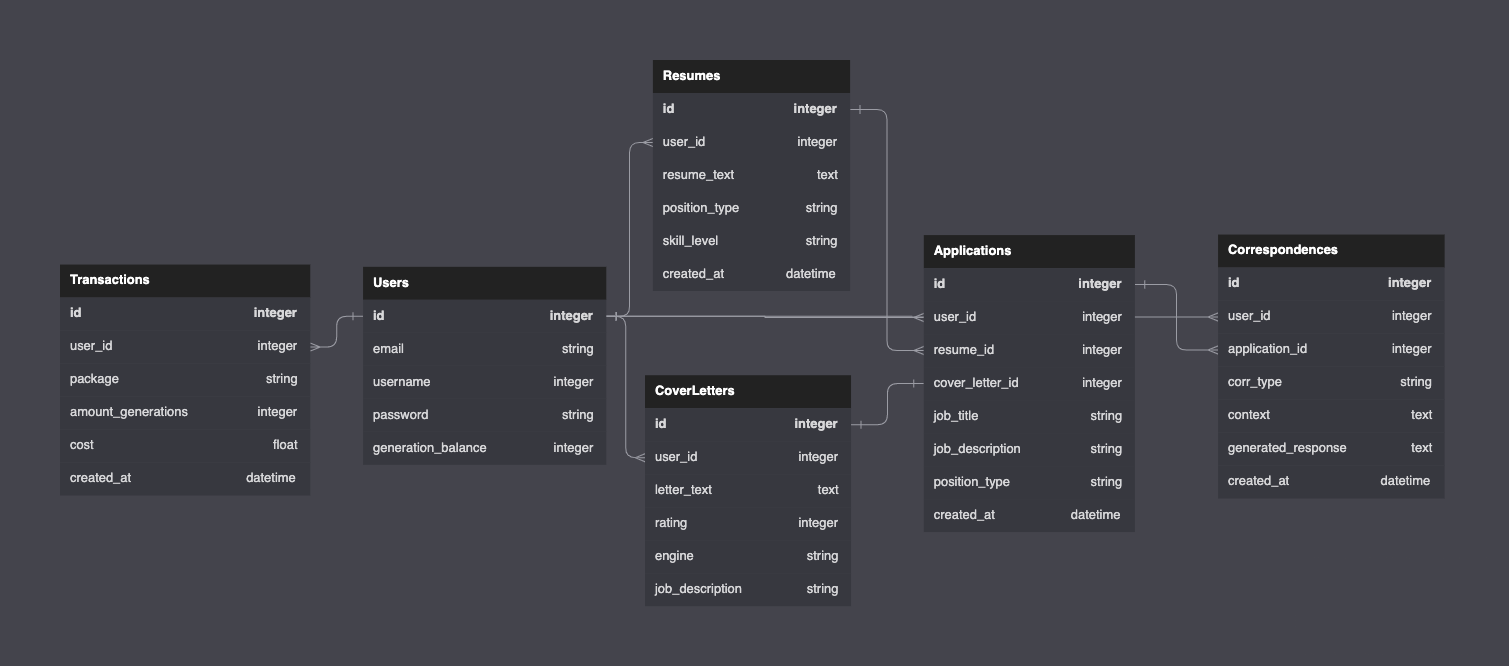 Resumes
id integer
user_id integer
resume_text text
position_type string
skill_level string
created_at datetime
Transactions
id integer
user_id integer
package string
amount_generations integer
cost float
created_at datetime
Users
id integer
email string
username integer
password string
generation_balance integer
CoverLetters
id integer
user_id integer
letter_text text
rating integer
engine string
job_description string
Applications
id integer
user_id integer
resume_id integer
cover_letter_id integer
job_title string
job_description string
position_type string
created_at datetime
Correspondences
id integer
user_id integer
application_id integer
corr_type string
context text
generated_response text
created_at datetime